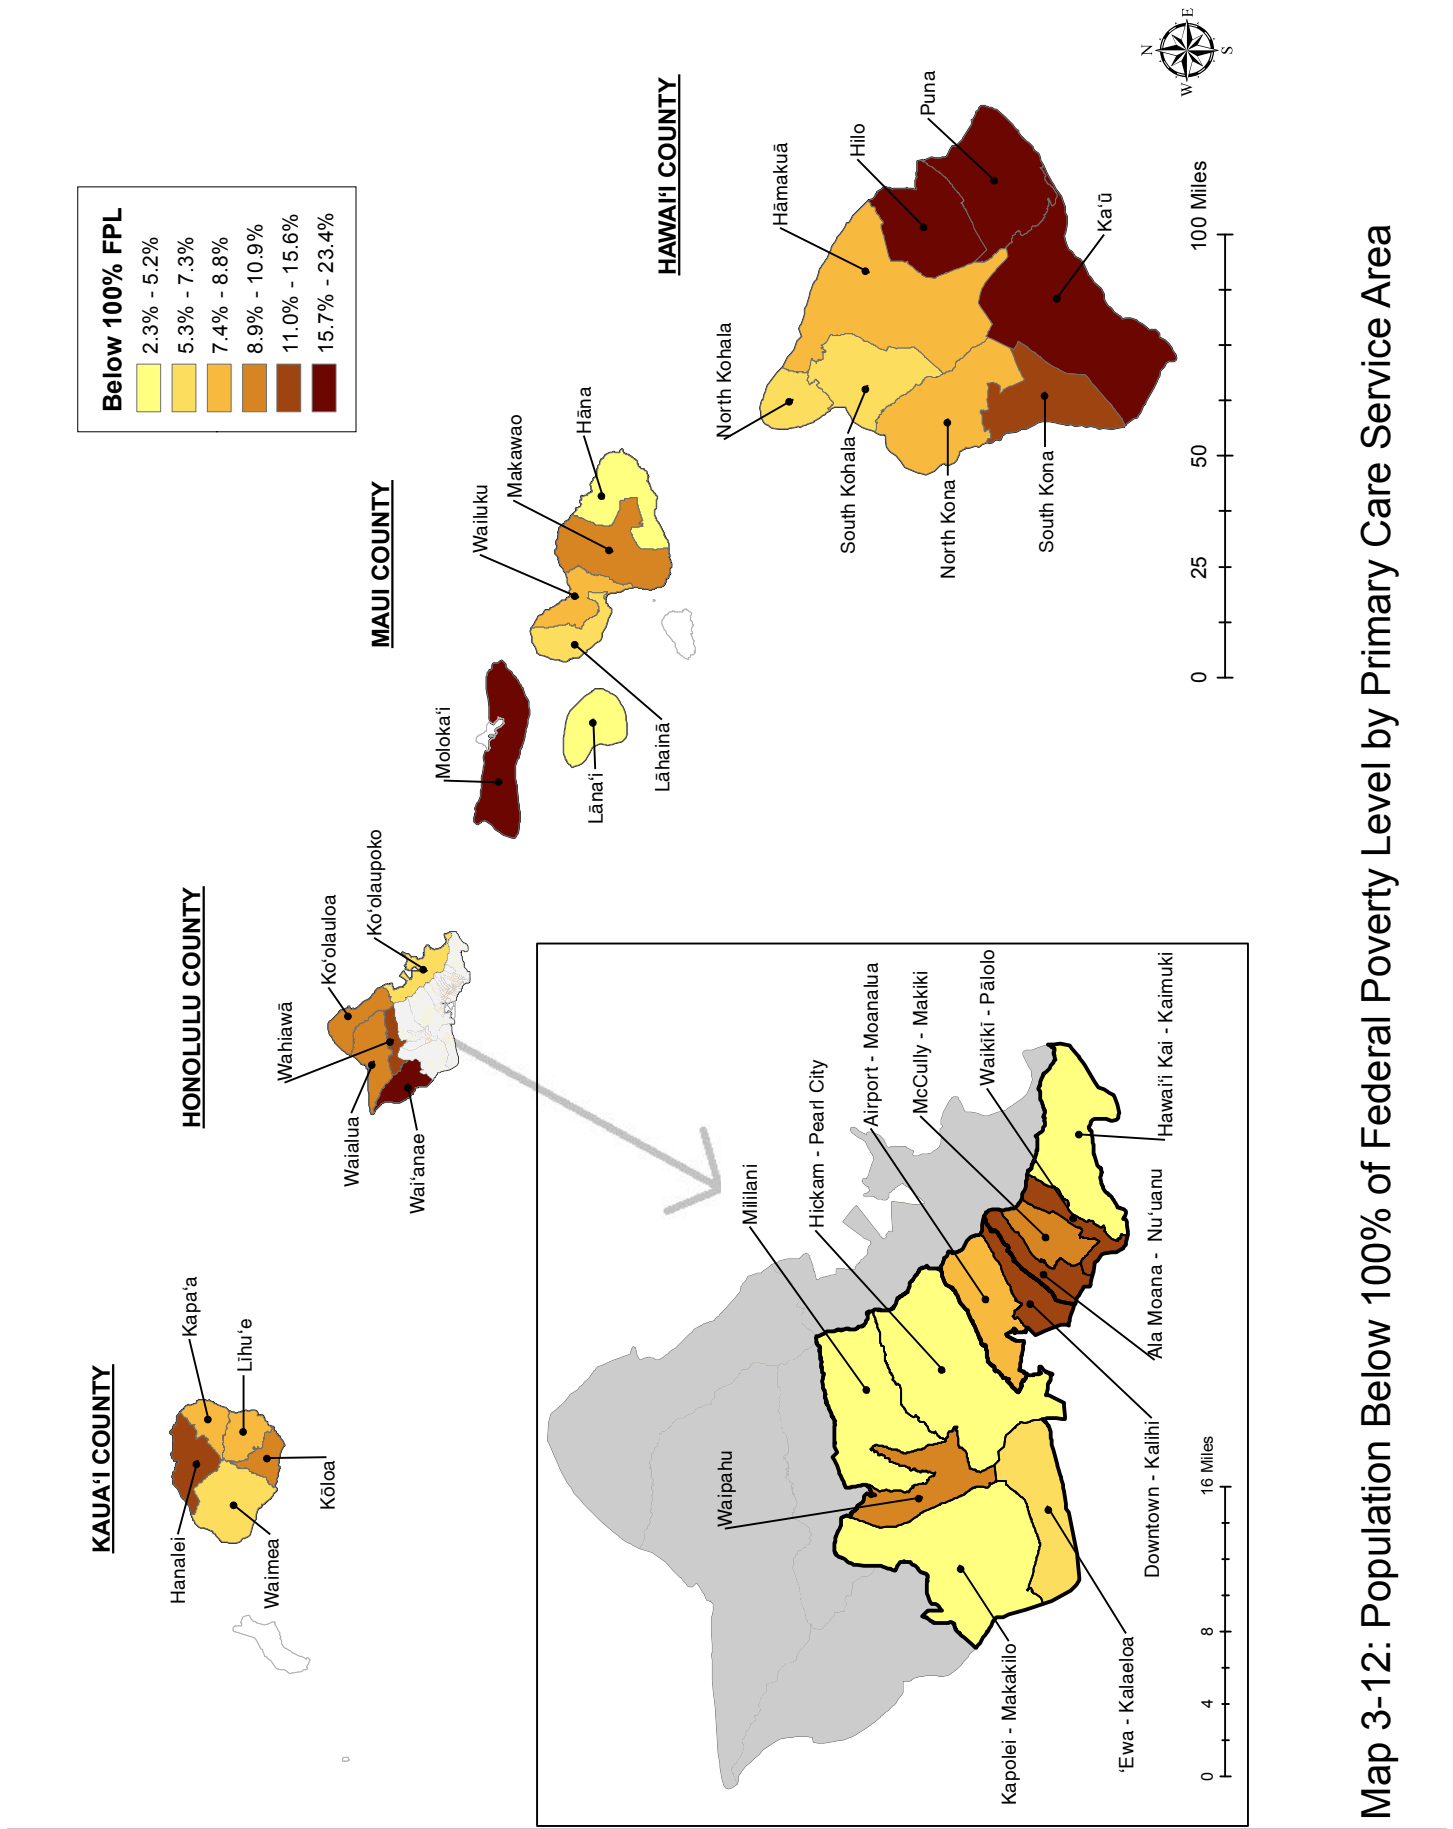 KAUAʻI COUNTY
Hanalei
Kapaʻa
Līhuʻe
Waimea
Kōloa
HONOLULU COUNTY
Wahiawā
Koʻolauloa
Koʻolaupoko
Waialua
Waiʻanae
MAUI COUNTY
Molokaʻi
Lānaʻi
Lāhainā
Wailuku
Makawao
Hāna
Below 100% FPL
2.3% - 5.2%
5.3% - 7.3%
7.4% - 8.8%
8.9% - 10.9%
11.0% - 15.6%
15.7% - 23.4%
HAWAIʻI COUNTY
North Kohala
Hāmakuā
Hilo
Puna
South Kohala
North Kona
South Kona
Kaʻū
0 25 50 100 Miles
N
W
E
S
Waipahu
Mililani
Hickam - Pearl City
Airport - Moanalua
McCully - Makiki
Waikiki - Pālolo
Hawaiʻi Kai - Kaimuki
Ala Moana - Nuʻuanu
Downtown - Kalihi
Kapolei - Makakilo
ʻEwa - Kalaeloa
0 4 8 16 Miles
Map 3-12: Population Below 100% of Federal Poverty Level by Primary Care Service Area